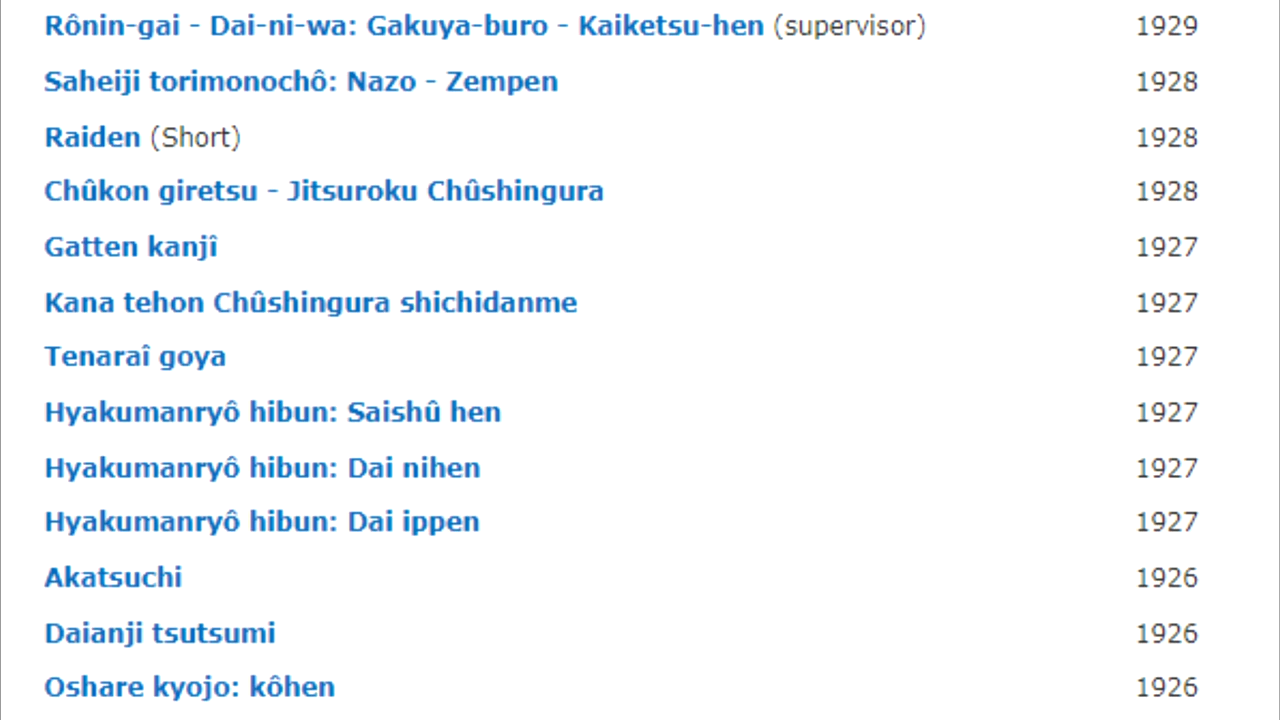 Rônin-gai - Dai-ni-wa: Gakuya-buro - Kaiketsu-hen (supervisor) 1929
Saheiji torimonochô: Nazo - Zempen 1928
Raiden (Short) 1928
Chûkon giretsu - Jitsuroku Chûshingura 1928
Gatten kanjî 1927
Kana tehon Chûshingura shichidanme 1927
Tenaraî goya 1927
Hyakumanryô hibun: Saishû hen 1927
Hyakumanryô hibun: Dai nihen 1927
Hyakumanryô hibun: Dai ippen 1927
Akatsuchi 1926
Daianji tsutsumi 1926
Oshare kyojo: kôhen 1926